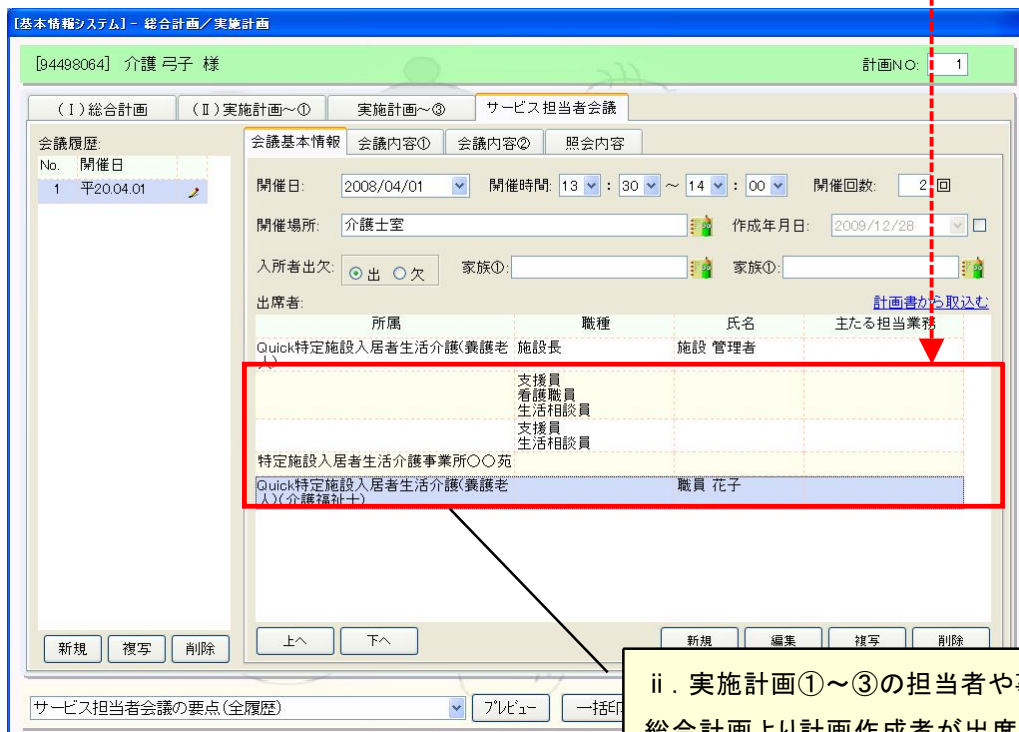 [基本情報システム] - 総合計画／実施計画
[94498064] 介護 弓子 様 計画NO: 1
(Ⅰ)総合計画 (Ⅱ)実施計画～① 実施計画～③ サービス担当者会議
会議履歴: 会議基本情報 会議内容① 会議内容② 照会内容
No. 開催日
1 平20.04.01
開催日: 2008/04/01 開催時間: 13 : 30 ～ 14 : 00 開催回数: 2 回
開催場所: 介護士室 作成年月日: 2009/12/28
入所者出欠: 出 欠 家族①: 家族①:
出席者: 計画書から取込む
所属 職種 氏名 主たる担当業務
Quick特定施設入居者生活介護(養護老 施設長 施設 管理者
人)
支援員
看護職員
生活相談員
支援員
生活相談員
特定施設入居者生活介護事業所〇〇苑
Quick特定施設入居者生活介護(養護老 職員 花子
人)(介護福祉士)
上へ 下へ 新規 編集 複写 削除
新規 複写 削除
サービス担当者会議の要点(全履歴) プレビュー 一括印
ⅱ．実施計画①～③の担当者や
総合計画より計画作成者が出席